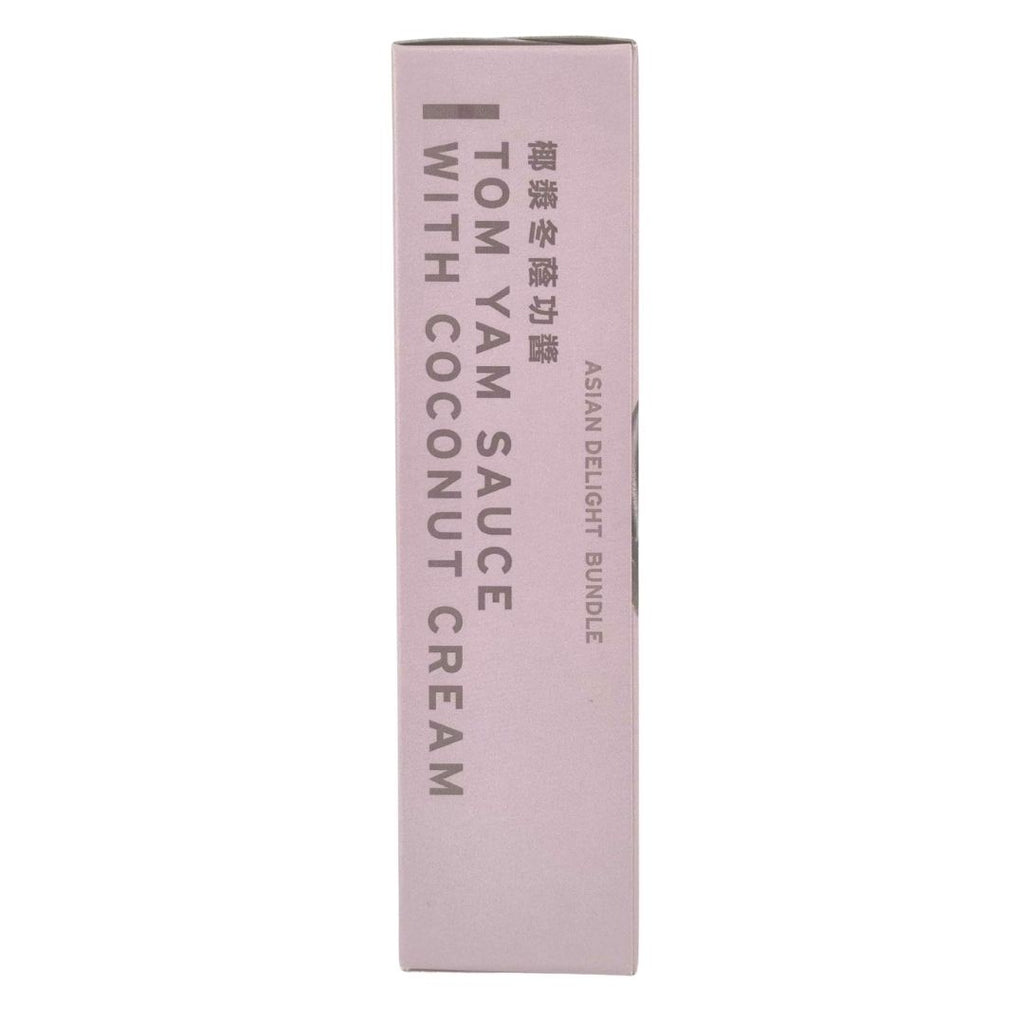 ASIAN DELIGHT BUNDLE
椰漿冬蔭功醬
TOM YAM SAUCE
WITH COCONUT CREAM